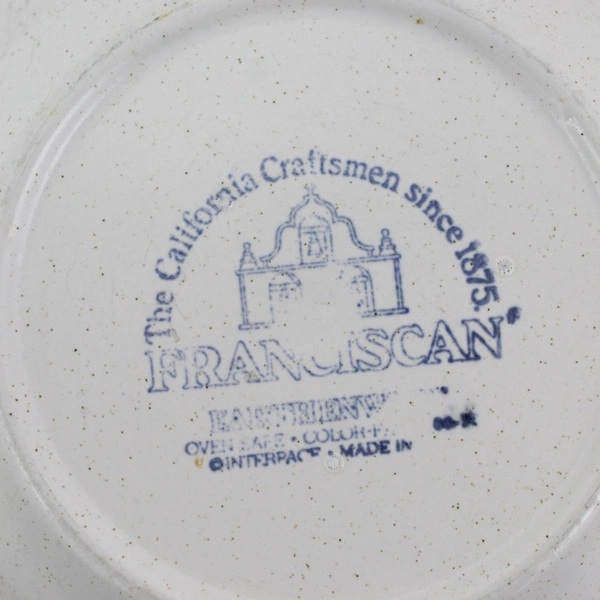 The California Craftsmen since 1875.
FRANCISCAN
OVEN SAFE • COLOR-
© INTERPACE • MADE IN